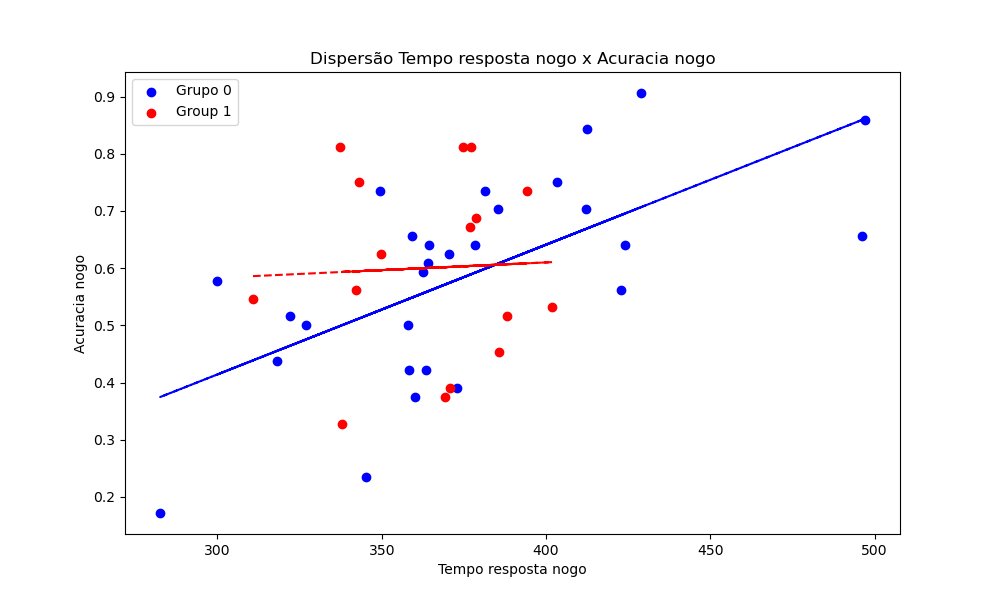 Dispersão Tempo resposta nogo x Acuracia nogo
Grupo 0
Group 1
Acuracia nogo
0.9
0.8
0.7
0.6
0.5
0.4
0.3
0.2
300 350 400 450 500
Tempo resposta nogo